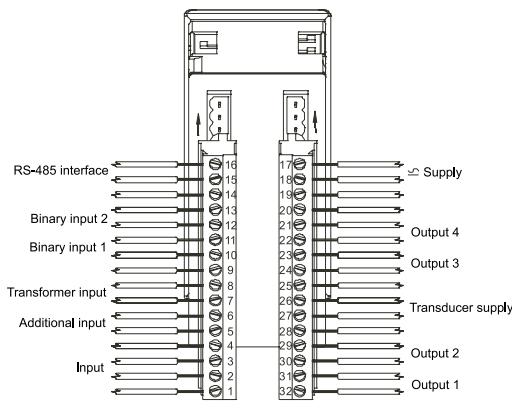 RS-485 interface
Binary input 2
Binary input 1
Transformer input
Additional input
Input
16
15
14
13
12
11
10
9
8
7
6
5
4
3
2
1
17
18
19
20
21
22
23
24
25
26
27
28
29
30
31
32
Supply
Output 4
Output 3
Transducer supply
Output 2
Output 1